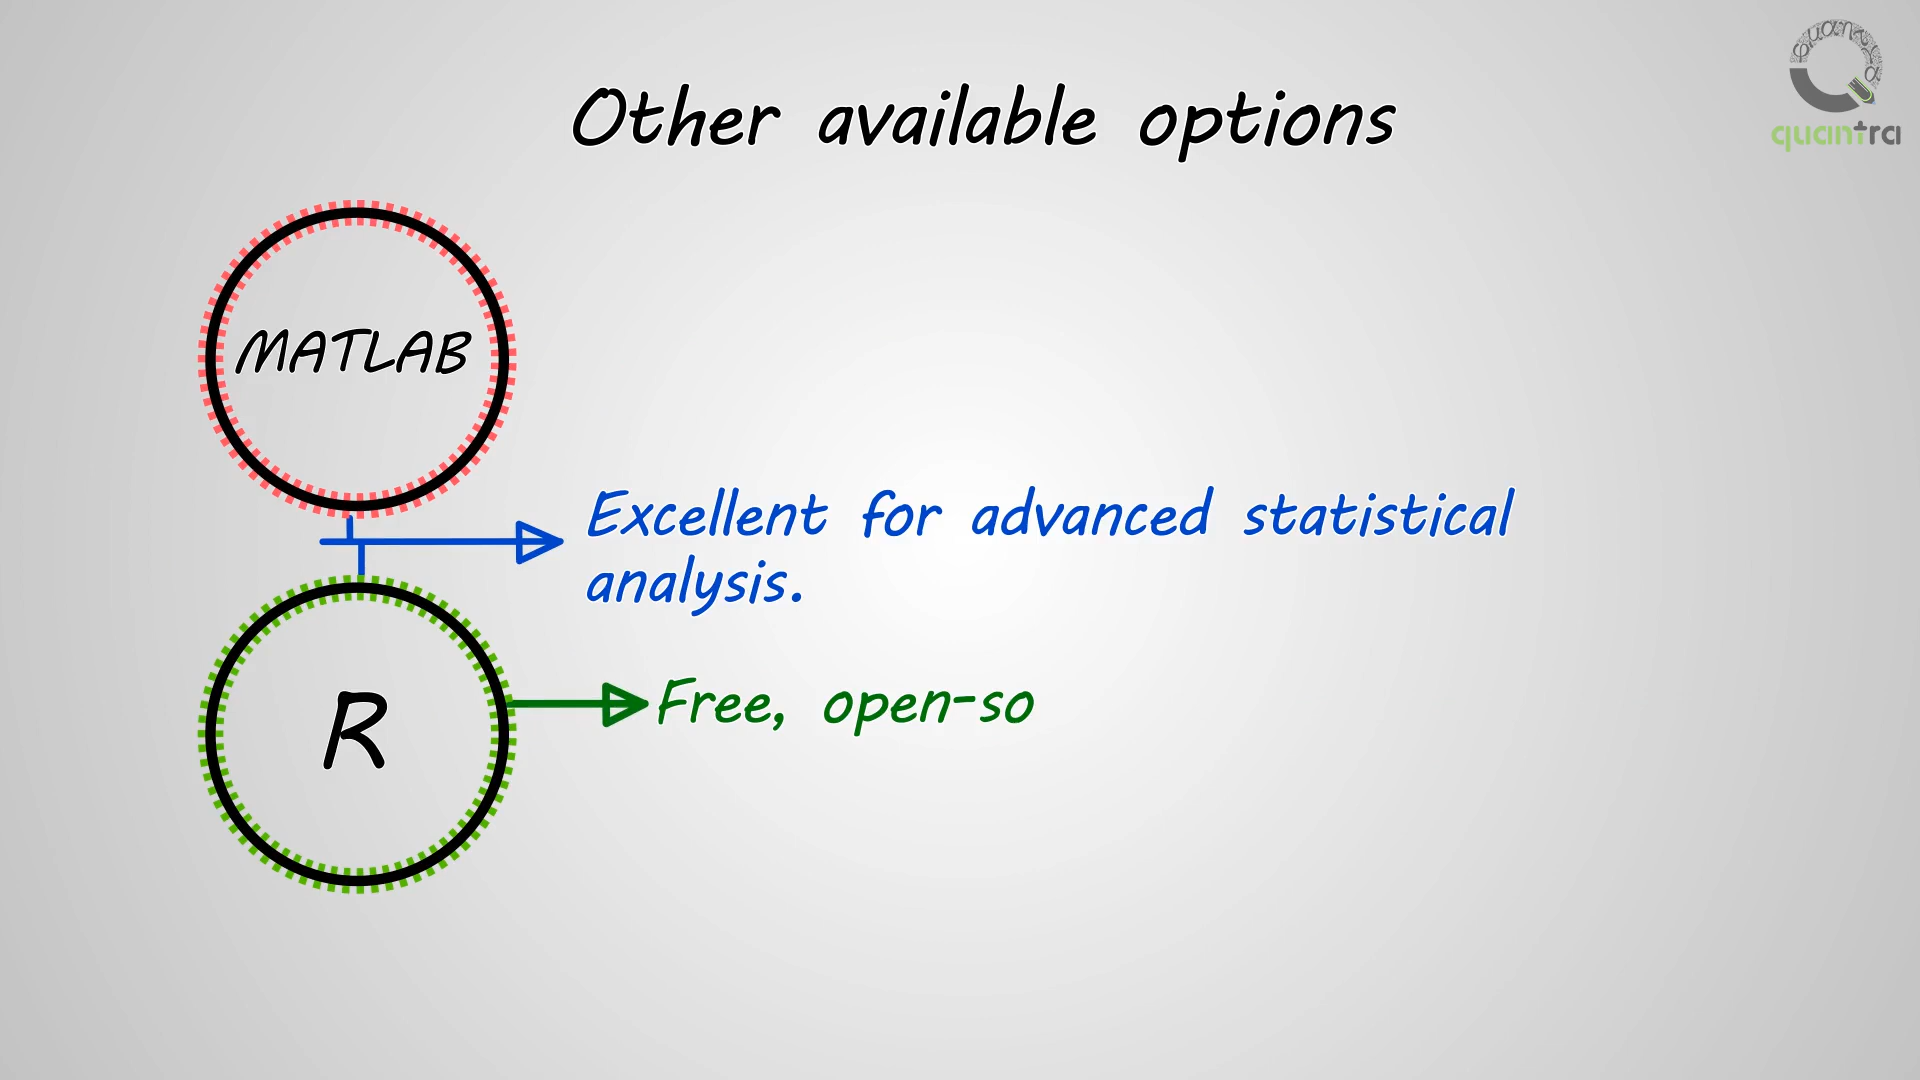 Other available options
quantra
MATLAB
Excellent for advanced statistical
analysis.
R
Free, open-so